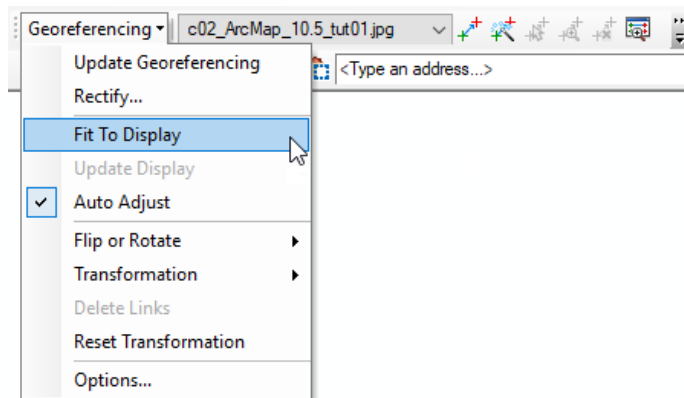 Georeferencing c02_ArcMap_10.5_tut01.jpg
Update Georeferencing
<Type an address...>
Rectify...
Fit To Display
Update Display
Auto Adjust
Flip or Rotate
Transformation
Delete Links
Reset Transformation
Options...